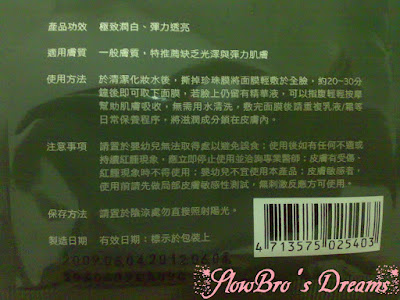 產品功效 極致潤白、彈力透亮
適用膚質 一般膚質，特推薦缺乏光澤與彈力肌膚
使用方法 於清潔化妝水後，撕掉珍珠膜將面膜輕敷於全臉，約20~30分
鐘後即可取下面膜，若臉上仍留有精華液，可以指腹輕輕按摩
幫助肌膚吸收，無需用水清洗，敷完面膜後請重複乳液/霜等
日常保養程序，將滋潤成分鎖在皮膚內。
注意事項 請置於嬰幼兒無法取得處以避免誤食；使用後如有任何不適或
持續紅腫現象，應立即停止使用並洽詢專業醫師；皮膚有受傷、
紅腫現象時不得使用；嬰幼兒不宜使用本產品；皮膚敏感者，
使用前請先做局部皮膚敏感性測試，無刺激反應方可使用。
保存方法 請置於陰涼處勿直接照射陽光。
製造日期 有效日期：標示於包裝上
20090604 20120604
4 713575 025403
SlowBro's Dreams